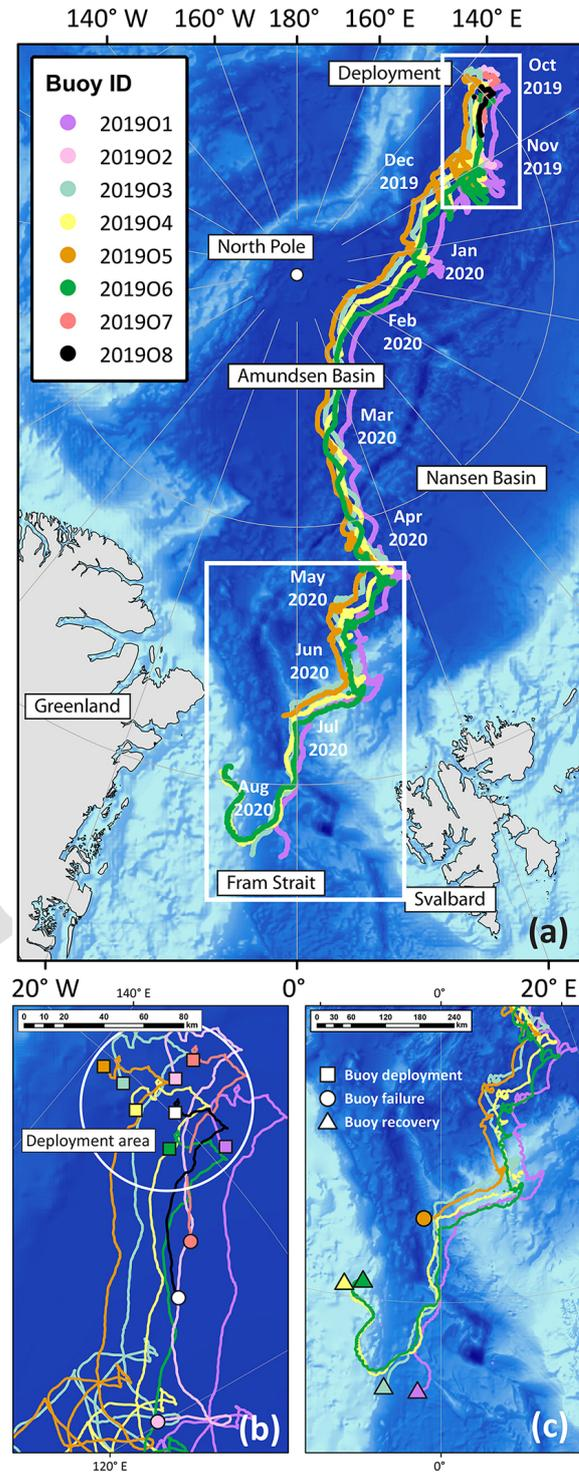 140° W 160° W 180° 160° E 140° E
Buoy ID
2019O1
2019O2
2019O3
2019O4
2019O5
2019O6
2019O7
2019O8
Deployment
Oct
2019
Nov
2019
Dec
2019
North Pole
Jan
2020
Feb
2020
Amundsen Basin
Mar
2020
Nansen Basin
Apr
2020
May
2020
Jun
2020
Greenland
Jul
2020
Aug
2020
Fram Strait
Svalbard
(a)
20° W 0° 20° E
140° E
0 10 20 40 60 80
km
Deployment area
(b)
120° E
0°
0 30 60 120 180 240
km
Buoy deployment
Buoy failure
Buoy recovery
(c)
0°